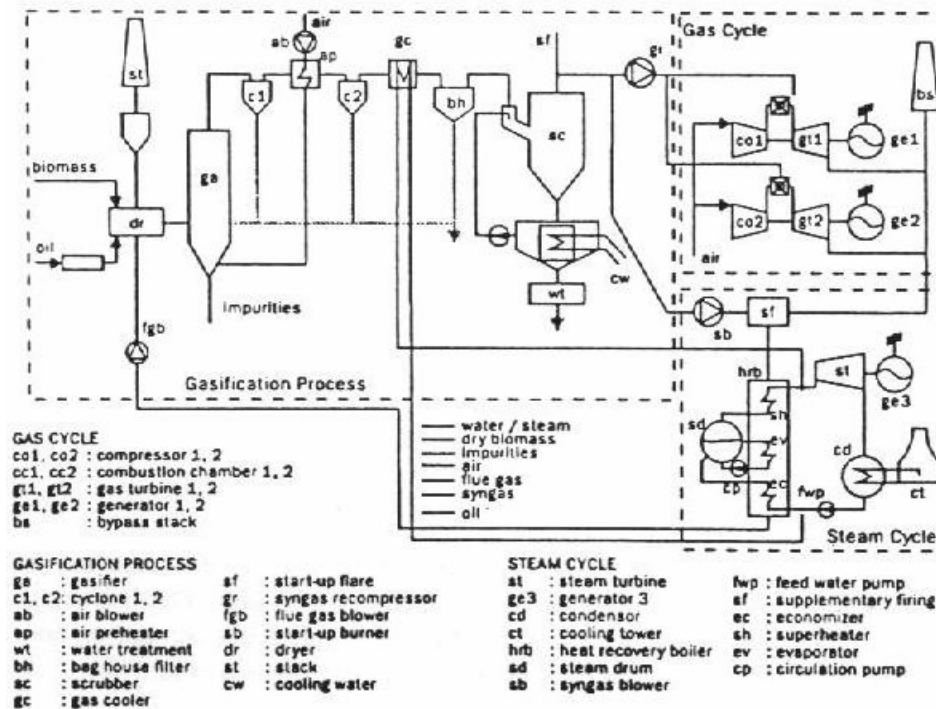 air
ab
ap
gc
sf
gr
Gas Cycle
st
c1
c2
bh
sc
bs
co1
gt1
ge1
ga
biomass
dr
co2
gt2
ge2
oil
air
cw
Impurities
wt
fgb
sb
sf
st
Gasification Process
hrb
ge3
sh
sd
ev
cd
cp
ec
fwp
ct
Steam Cycle
water / steam
dry biomass
Impurities
air
flue gas
syngas
oil
GAS CYCLE
co1, co2 : compressor 1, 2
cc1, cc2 : combustion chamber 1, 2
gt1, gt2 : gas turbine 1, 2
ge1, ge2 : generator 1, 2
bs : bypass stack
GASIFICATION PROCESS
ga : gasifier
c1, c2: cyclone 1, 2
ab : air blower
ap : air preheater
wt : water treatment
bh : bag house filter
sc : scrubber
gc : gas cooler
sf : start-up flare
gr : syngas recompressor
fgb : flue gas blower
sb : start-up burner
dr : dryer
st : stack
cw : cooling water
STEAM CYCLE
st : steam turbine
ge3 : generator 3
cd : condensor
ct : cooling tower
hrb : heat recovery boiler
sd : steam drum
sb : syngas blower
fwp : feed water pump
sf : supplementary firing
ec : economizer
sh : superheater
ev : evaporator
cp : circulation pump